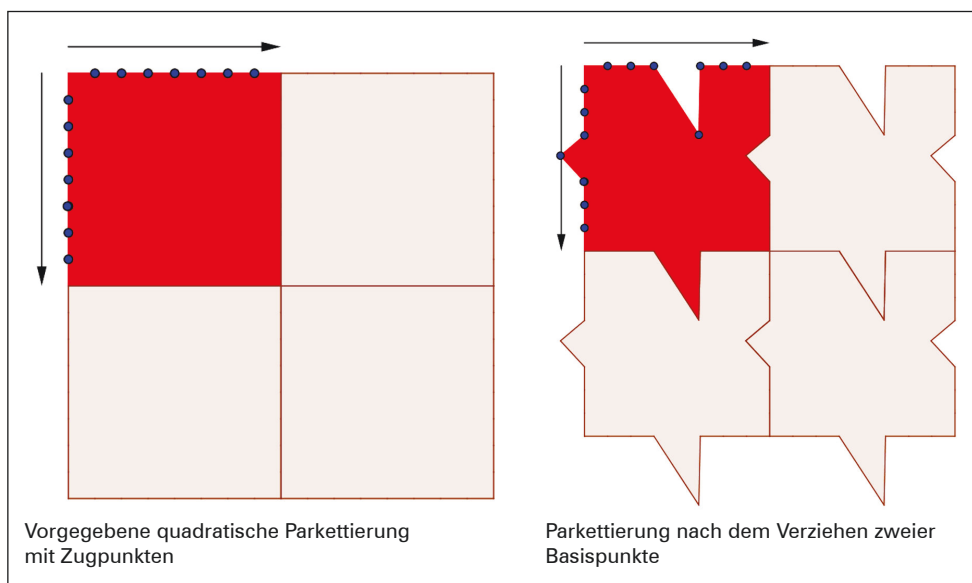 Vorgegebene quadratische Parkettierung
mit Zugpunkten
Parkettierung nach dem Verziehen zweier
Basispunkte